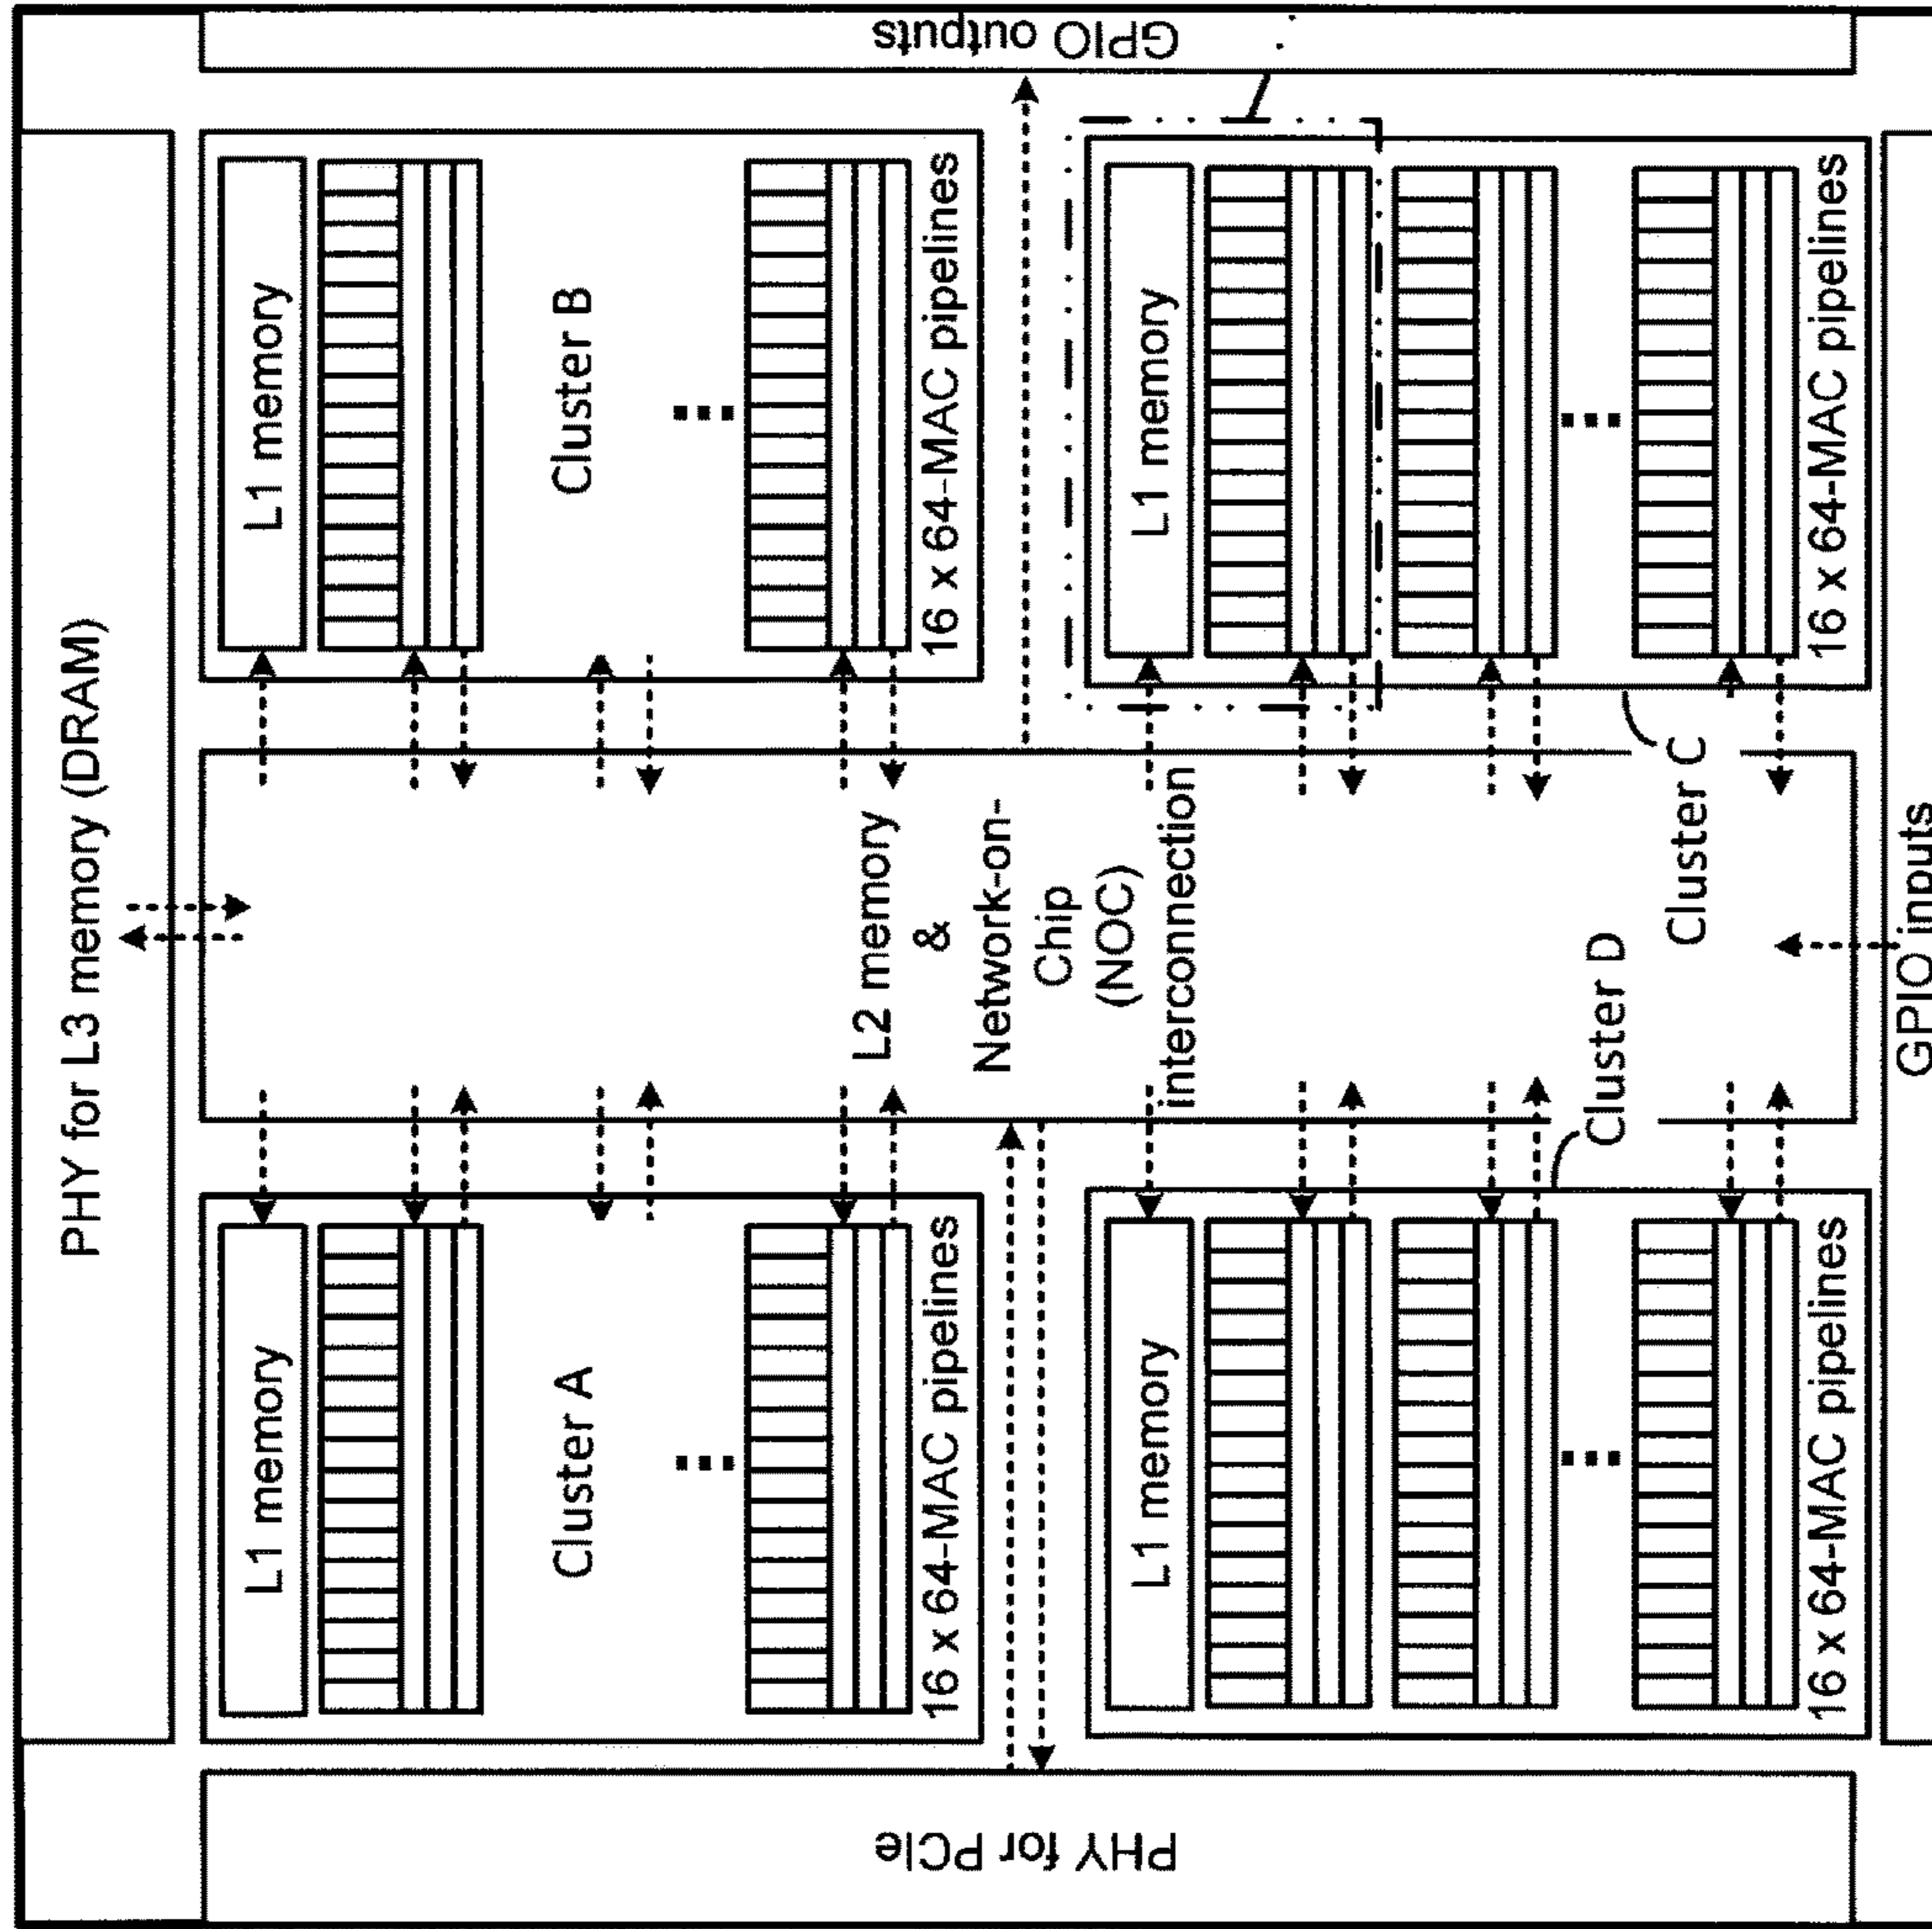 PHY for L3 memory (DRAM)
PHY for PCIe
L1 memory
Cluster A
16 x 64-MAC pipelines
L1 memory
16 x 64-MAC pipelines
Cluster D
L2 memory
&
Network-on-
Chip
(NOC)
interconnection
Cluster C
L1 memory
Cluster B
16 x 64-MAC pipelines
L1 memory
16 x 64-MAC pipelines
GPIO outputs
GPIO inputs